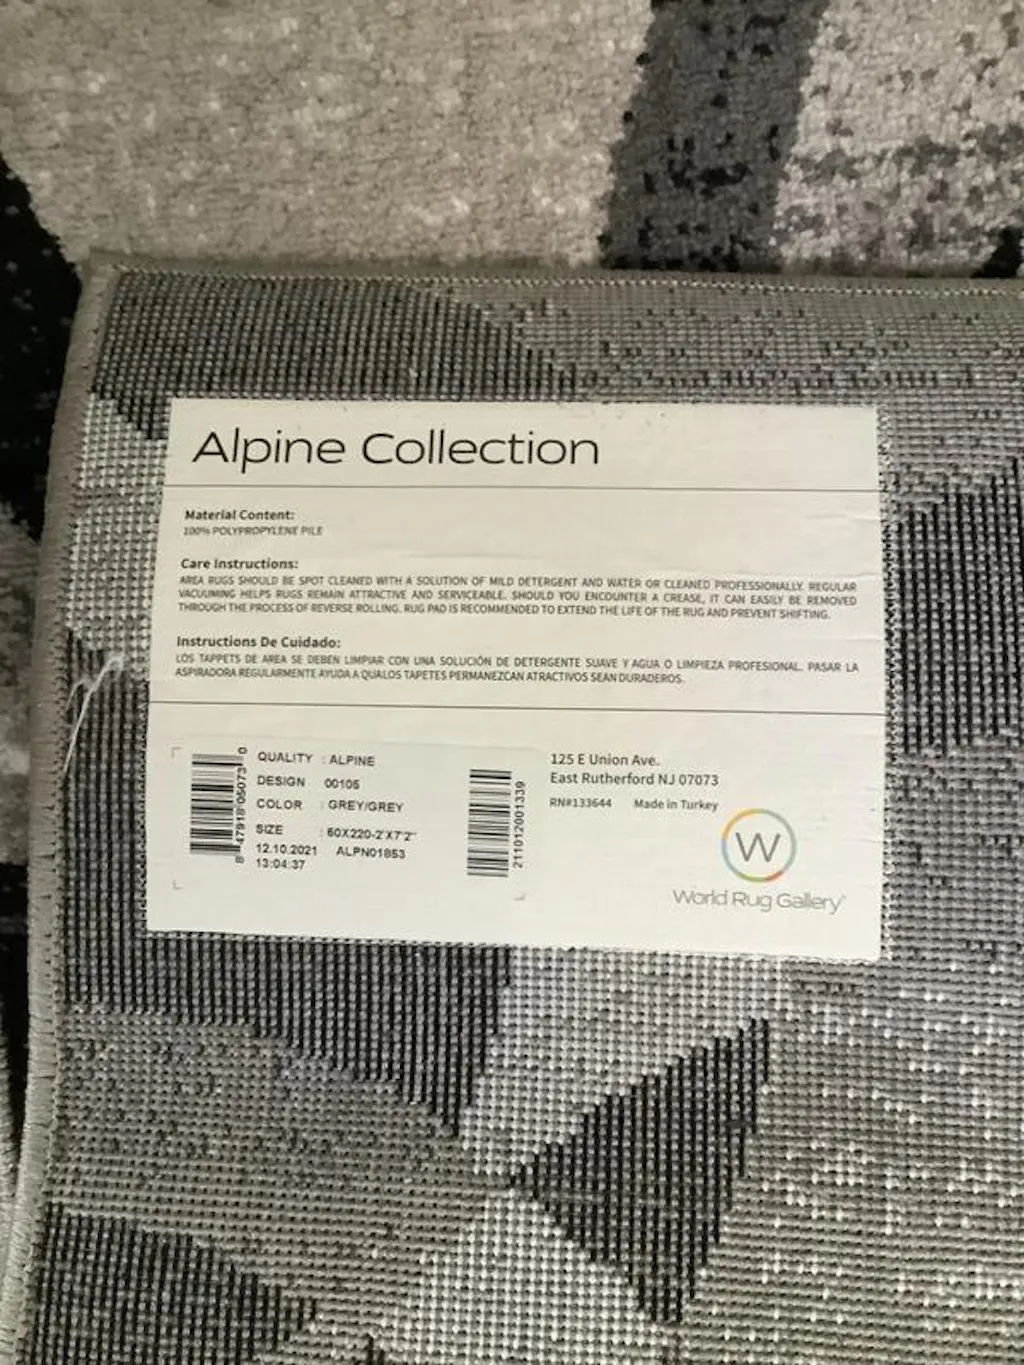 Alpine Collection
Material Content:
100% POLYPROPYLENE PILE
Care Instructions:
AREA RUGS SHOULD BE SPOT CLEANED WITH A SOLUTION OF MILD DETERGENT AND WATER OR CLEANED PROFESSIONALLY. REGULAR
VACUUMING HELPS RUGS REMAIN ATTRACTIVE AND SERVICEABLE. SHOULD YOU ENCOUNTER A CREASE, IT CAN EASILY BE REMOVED
THROUGH THE PROCESS OF REVERSE ROLLING. RUG PAD IS RECOMMENDED TO EXTEND THE LIFE OF THE RUG AND PREVENT SHIFTING.
Instructions De Cuidado:
LOS TAPPETS DE AREA SE DEBEN LIMPIAR CON UNA SOLUCIÓN DE DETERGENTE SUAVE Y AGUA O LIMPIEZA PROFESIONAL. PASAR LA
ASPIRADORA REGULARMENTE AYUDA A QUALOS TAPETES PERMANEZCAN ATRACTIVOS SEAN DURADEROS.
8 47918 05073 0
QUALITY : ALPINE
DESIGN 00105
COLOR : GREY/GREY
SIZE : 60X220-2'X7'2"
12.10.2021 ALPN01853
13:04:37
211012001339
125 E Union Ave.
East Rutherford NJ 07073
RN#133644 Made in Turkey
W
World Rug Gallery